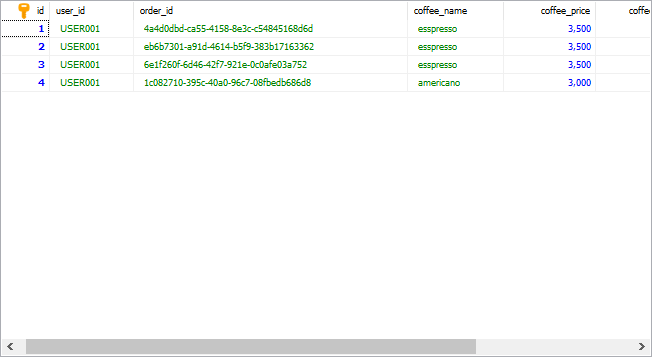 id user_id order_id coffee_name coffee_price coffe
1 USER001 4a4d0dbd-ca55-4158-8e3c-c54845168d6d esspresso 3,500
2 USER001 eb6b7301-a91d-4614-b5f9-383b17163362 esspresso 3,500
3 USER001 6e1f260f-6d46-42f7-921e-0c0afe03a752 esspresso 3,500
4 USER001 1c082710-395c-40a0-96c7-08fbedb686d8 americano 3,000